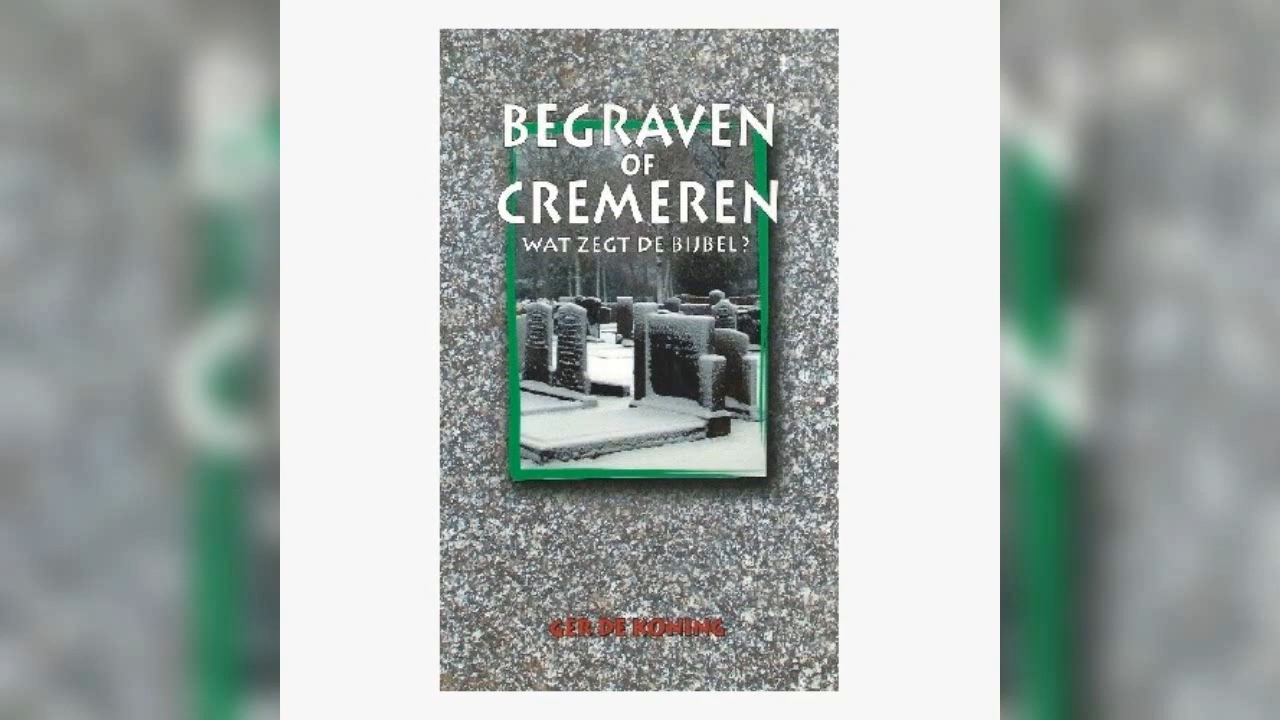 BEGRAVEN
OF
CREMEREN
WAT ZEGT DE BIJBEL?
GER DE KONING